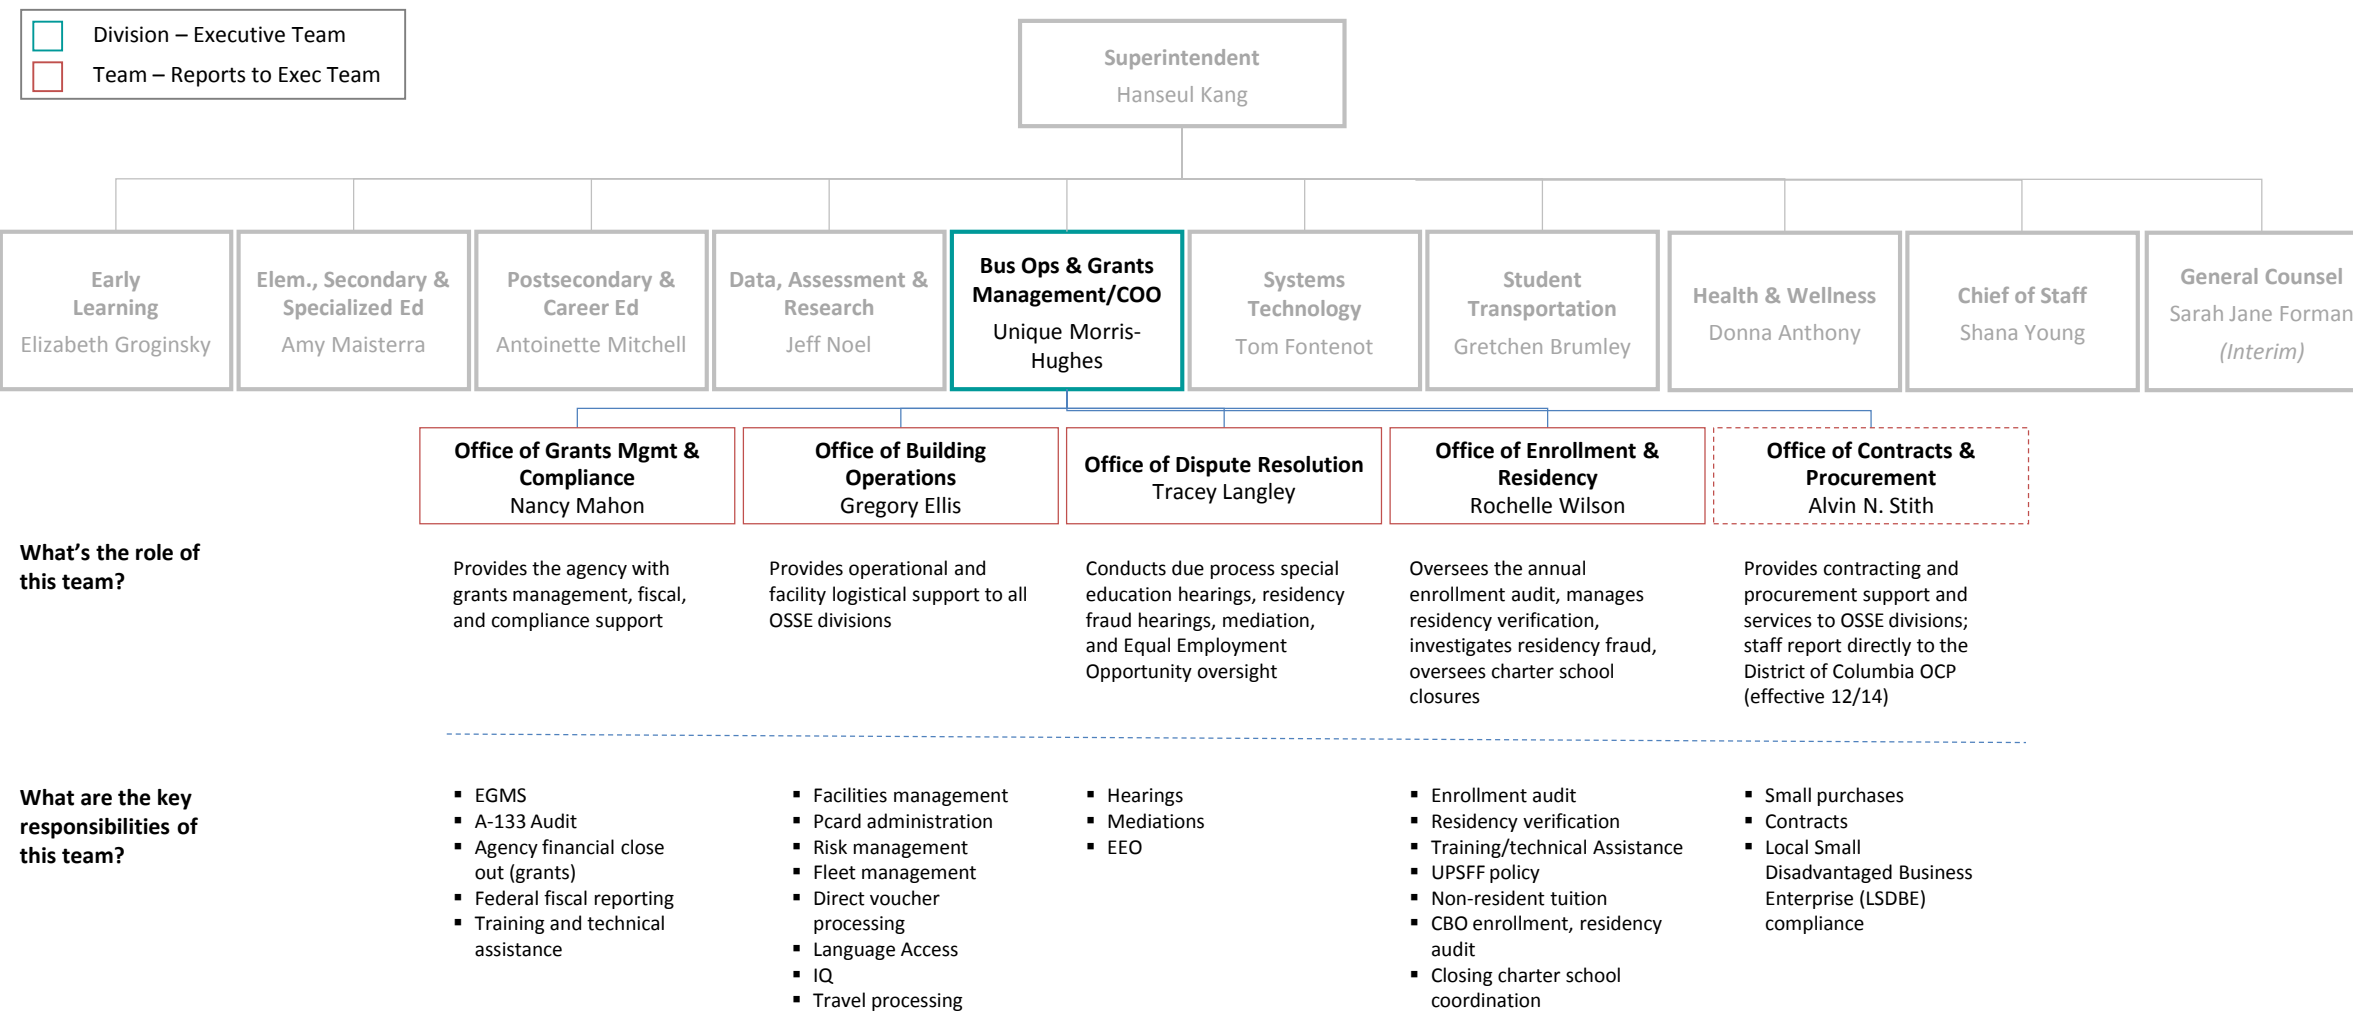 Division – Executive Team
Team – Reports to Exec Team
Superintendent
Hanseul Kang
Early
Learning
Elizabeth Groginsky
Elem., Secondary &
Specialized Ed
Amy Maisterra
Postsecondary &
Career Ed
Antoinette Mitchell
Data, Assessment &
Research
Jeff Noel
Bus Ops & Grants
Management/COO
Unique Morris-
Hughes
Systems
Technology
Tom Fontenot
Student
Transportation
Gretchen Brumley
Health & Wellness
Donna Anthony
Chief of Staff
Shana Young
General Counsel
Sarah Jane Forman
(Interim)
Office of Grants Mgmt &
Compliance
Nancy Mahon
Office of Building
Operations
Gregory Ellis
Office of Dispute Resolution
Tracey Langley
Office of Enrollment &
Residency
Rochelle Wilson
Office of Contracts &
Procurement
Alvin N. Stith
What’s the role of
this team?
Provides the agency with
grants management, fiscal,
and compliance support
Provides operational and
facility logistical support to all
OSSE divisions
Conducts due process special
education hearings, residency
fraud hearings, mediation,
and Equal Employment
Opportunity oversight
Oversees the annual
enrollment audit, manages
residency verification,
investigates residency fraud,
oversees charter school
closures
Provides contracting and
procurement support and
services to OSSE divisions;
staff report directly to the
District of Columbia OCP
(effective 12/14)
What are the key
responsibilities of
this team?
▪ EGMS
▪ A-133 Audit
▪ Agency financial close
out (grants)
▪ Federal fiscal reporting
▪ Training and technical
assistance
▪ Facilities management
▪ Pcard administration
▪ Risk management
▪ Fleet management
▪ Direct voucher
processing
▪ Language Access
▪ IQ
▪ Travel processing
▪ Hearings
▪ Mediations
▪ EEO
▪ Enrollment audit
▪ Residency verification
▪ Training/technical Assistance
▪ UPSFF policy
▪ Non-resident tuition
▪ CBO enrollment, residency
audit
▪ Closing charter school
coordination
▪ Small purchases
▪ Contracts
▪ Local Small
Disadvantaged Business
Enterprise (LSDBE)
compliance